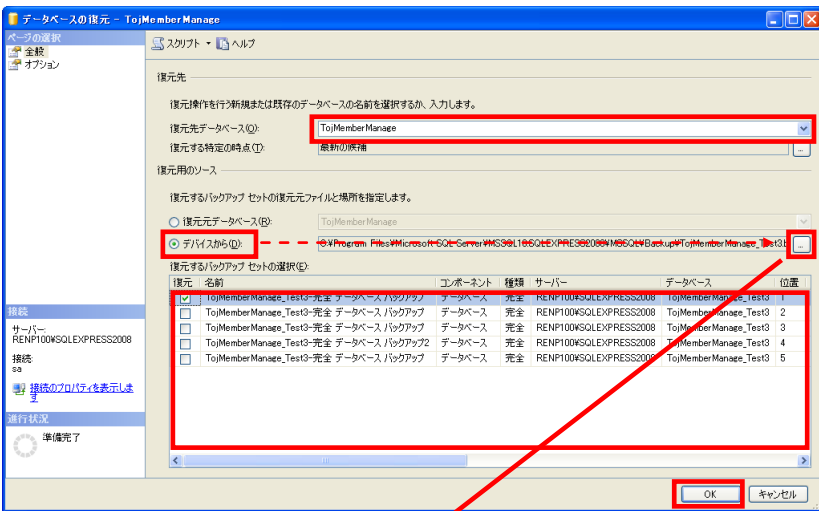 データベースの復元 - TojMemberManage
ページの選択
全般
オプション
スクリプト
ヘルプ
復元先
復元操作を行う新規または既存のデータベースの名前を選択するか、入力します。
復元先データベース(O):
TojMemberManage
復元する特定の時点(T):
最新の候補
...
復元用のソース
復元するバックアップ セットの復元元ファイルと場所を指定します。
復元元データベース(R):
TojMemberManage
デバイスから(D):
C:¥Program Files¥Microsoft SQL Server¥MSSQL10.SQLEXPRESS2008¥MSSQL¥Backup¥TojMemberManage_Test3.b
...
復元するバックアップ セットの選択(E):
復元 名前 コンポーネント 種類 サーバー データベース 位置
TojMemberManage_Test3-完全 データベース バックアップ データベース 完全 RENP100¥SQLEXPRESS2008 TojMemberManage_Test3 1
TojMemberManage_Test3-完全 データベース バックアップ データベース 完全 RENP100¥SQLEXPRESS2008 TojMemberManage_Test3 2
TojMemberManage_Test3-完全 データベース バックアップ データベース 完全 RENP100¥SQLEXPRESS2008 TojMemberManage_Test3 3
TojMemberManage_Test3-完全 データベース バックアップ2 データベース 完全 RENP100¥SQLEXPRESS2008 TojMemberManage_Test3 4
TojMemberManage_Test3-完全 データベース バックアップ データベース 完全 RENP100¥SQLEXPRESS2008 TojMemberManage_Test3 5
接続
サーバー:
RENP100¥SQLEXPRESS2008
接続:
sa
接続のプロパティを表示しま
す
進行状況
準備完了
OK
キャンセル